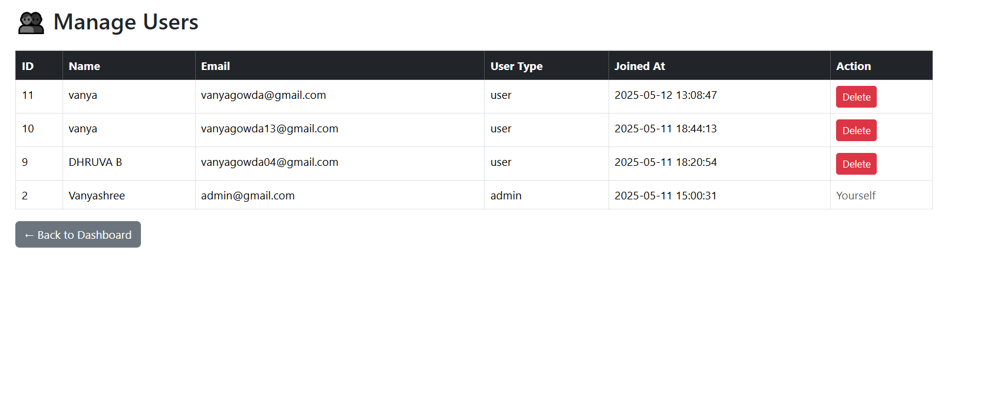 Manage Users
ID Name Email User Type Joined At Action
11 vanya vanyagowda@gmail.com user 2025-05-12 13:08:47 Delete
10 vanya vanyagowda13@gmail.com user 2025-05-11 18:44:13 Delete
9 DHRUVA B vanyagowda04@gmail.com user 2025-05-11 18:20:54 Delete
2 Vanyashree admin@gmail.com admin 2025-05-11 15:00:31 Yourself
← Back to Dashboard